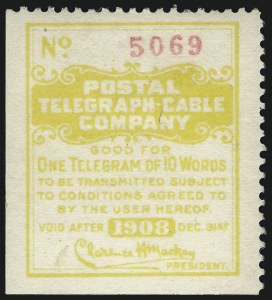 No 5069
POSTAL
TELEGRAPH-CABLE
COMPANY
GOOD FOR
ONE TELEGRAM OF 10 WORDS
TO BE TRANSMITTED SUBJECT
TO CONDITIONS AGREED TO
BY THE USER HEREOF.
VOID AFTER 1908 DEC. 31ST
Clarence H Mackay
PRESIDENT.